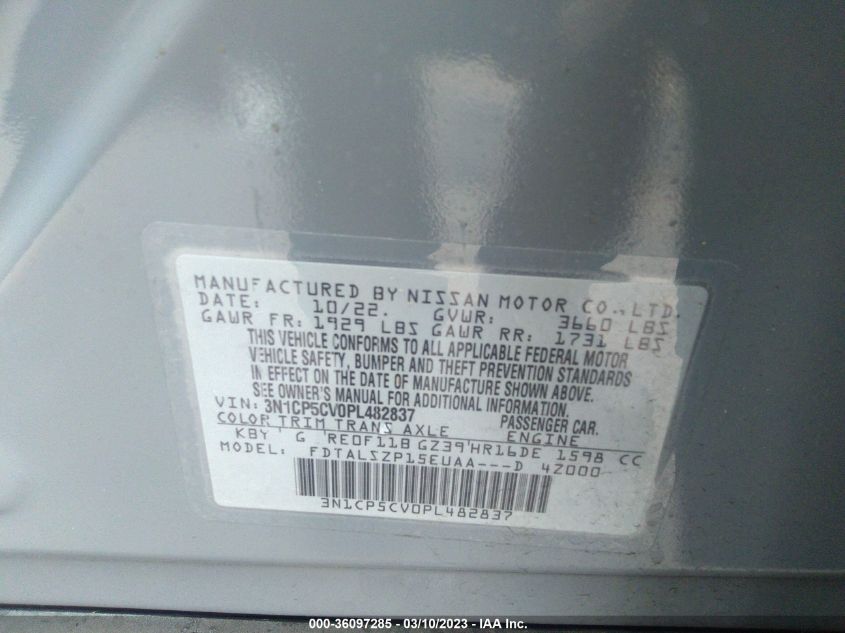 MANUFACTURED BY NISSAN MOTOR CO., LTD.
DATE: 10/22. GVWR: 3660 LBS
GAWR FR: 1929 LBS GAWR RR: 1731 LBS
THIS VEHICLE CONFORMS TO ALL APPLICABLE FEDERAL MOTOR
VEHICLE SAFETY, BUMPER AND THEFT PREVENTION STANDARDS
IN EFFECT ON THE DATE OF MANUFACTURE SHOWN ABOVE.
SEE OWNER'S MANUAL FOR ADDITIONAL INFORMATION.
VIN: 3N1CP5CV0PL482837 PASSENGER CAR.
COLOR TRIM TRANS AXLE ENGINE
KBY G RE0F11B GZ39 HR16DE 1598 CC
MODEL: FDTALSZP15EUAA---D 4Z000
3N1CP5CV0PL482837
000-36097285 - 03/10/2023 - IAA Inc.